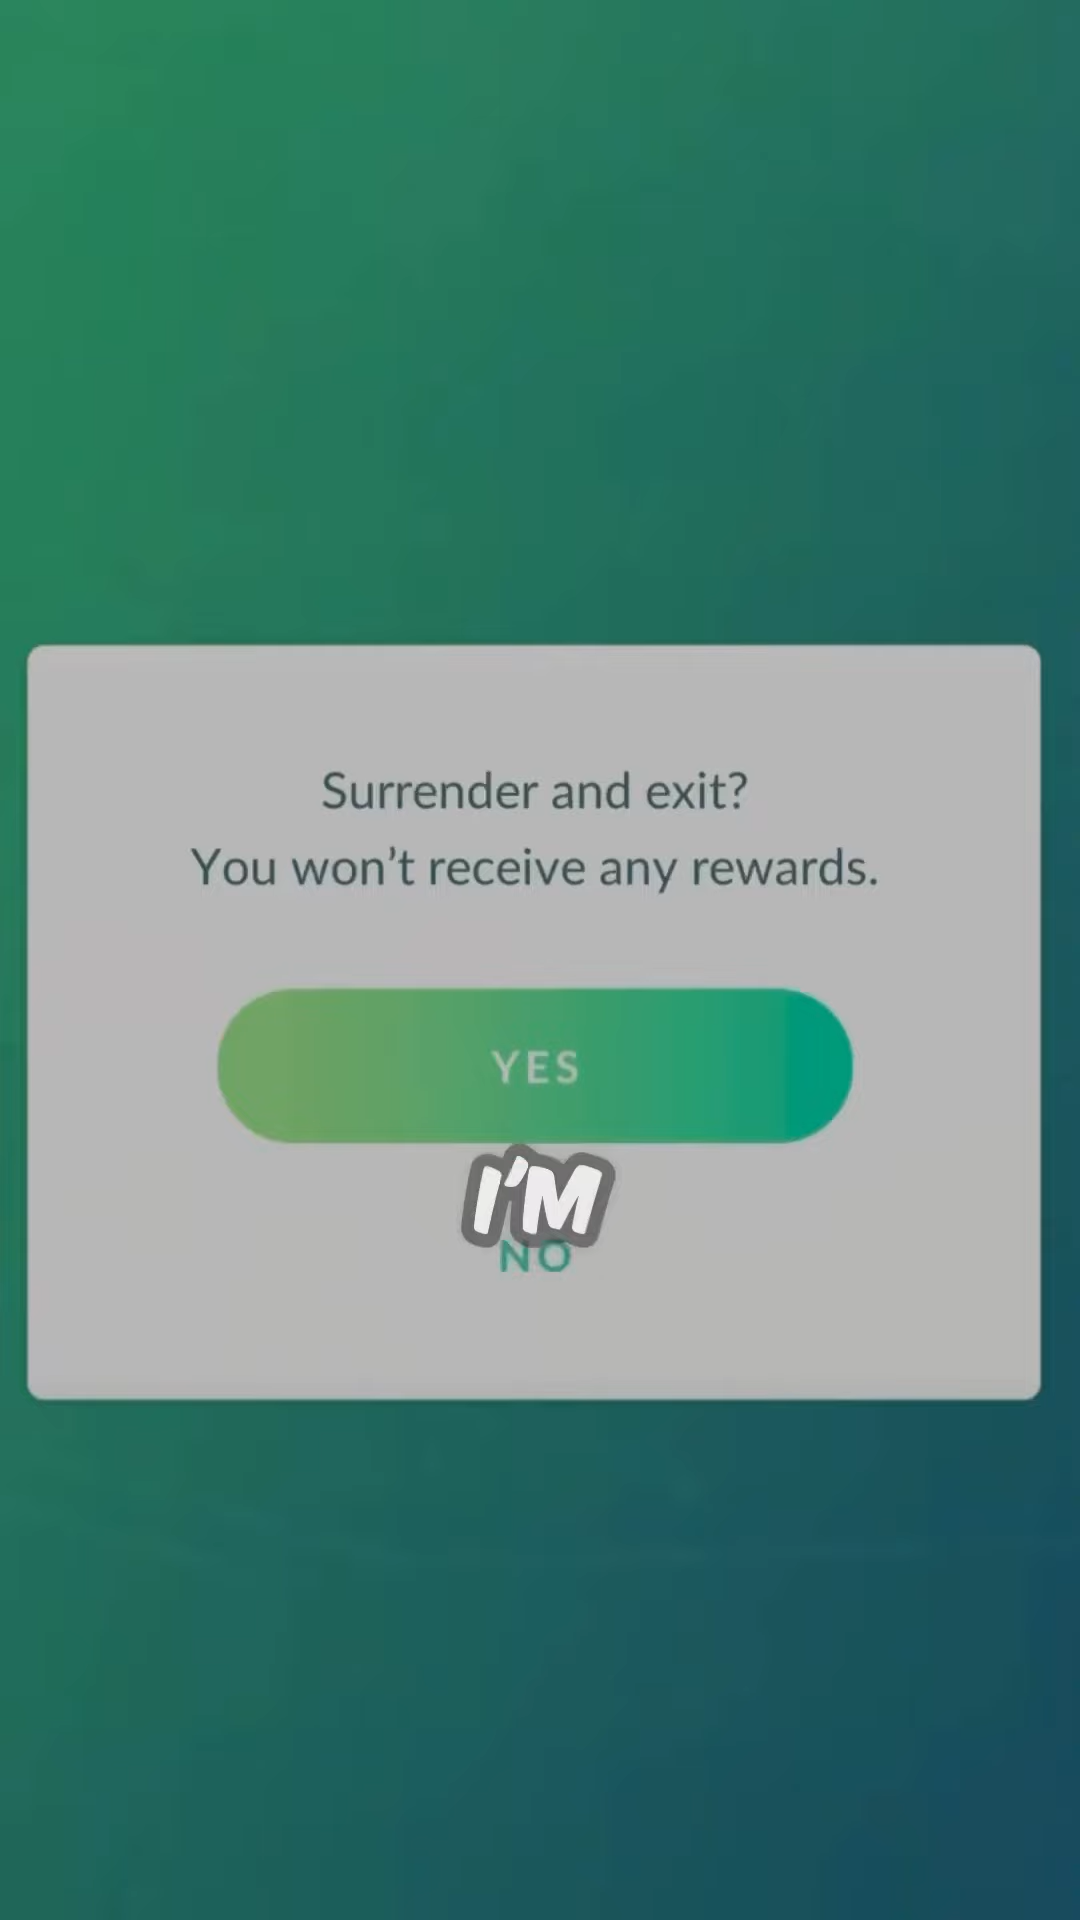 Surrender and exit?
You won’t receive any rewards.
YES
I’M
NO